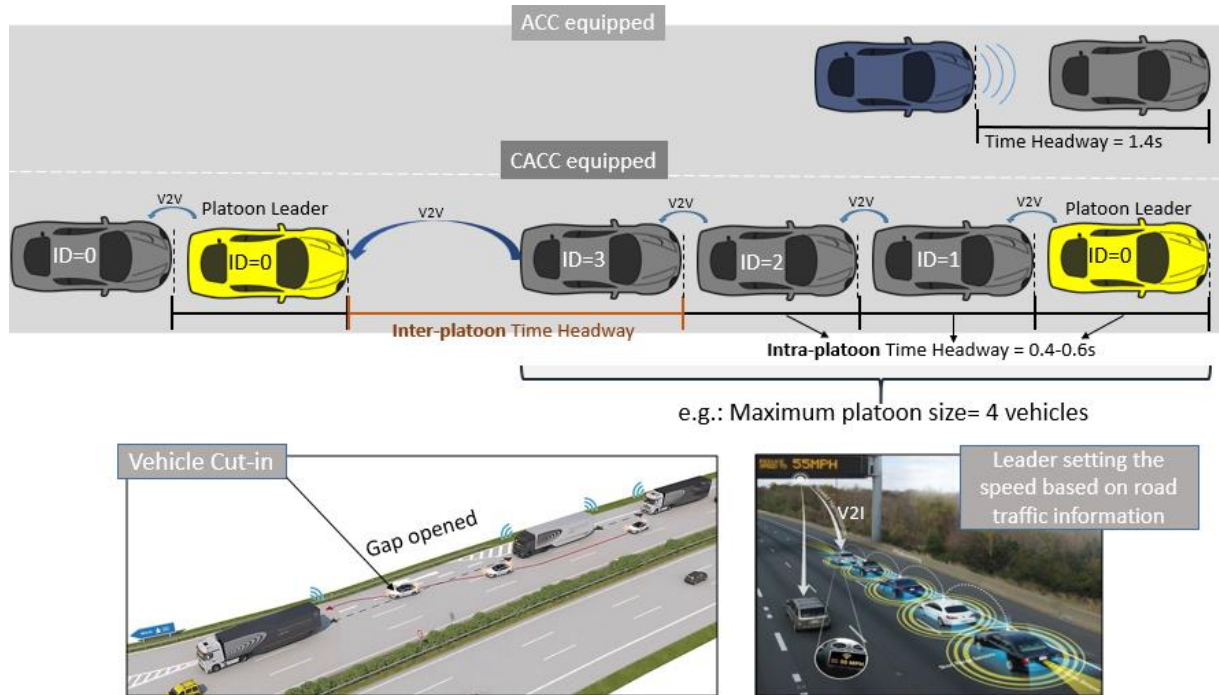 ACC equipped
Time Headway = 1.4s
CACC equipped
V2V
Platoon Leader
V2V
V2V
V2V
V2V
Platoon Leader
ID=0
ID=0
ID=3
ID=2
ID=1
ID=0
Inter-platoon Time Headway
Intra-platoon Time Headway = 0.4-0.6s
e.g.: Maximum platoon size= 4 vehicles
Vehicle Cut-in
Gap opened
55MPH
V2I
Leader setting the
speed based on road
traffic information